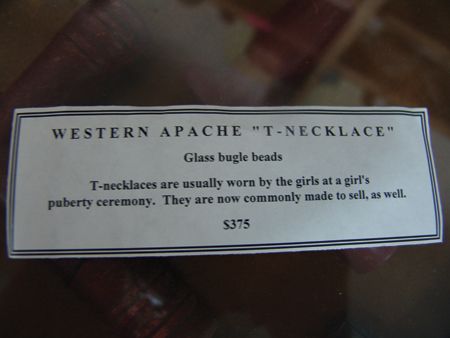 WESTERN APACHE "T-NECKLACE"
Glass bugle beads
T-necklaces are usually worn by the girls at a girl's
puberty ceremony. They are now commonly made to sell, as well.
$375